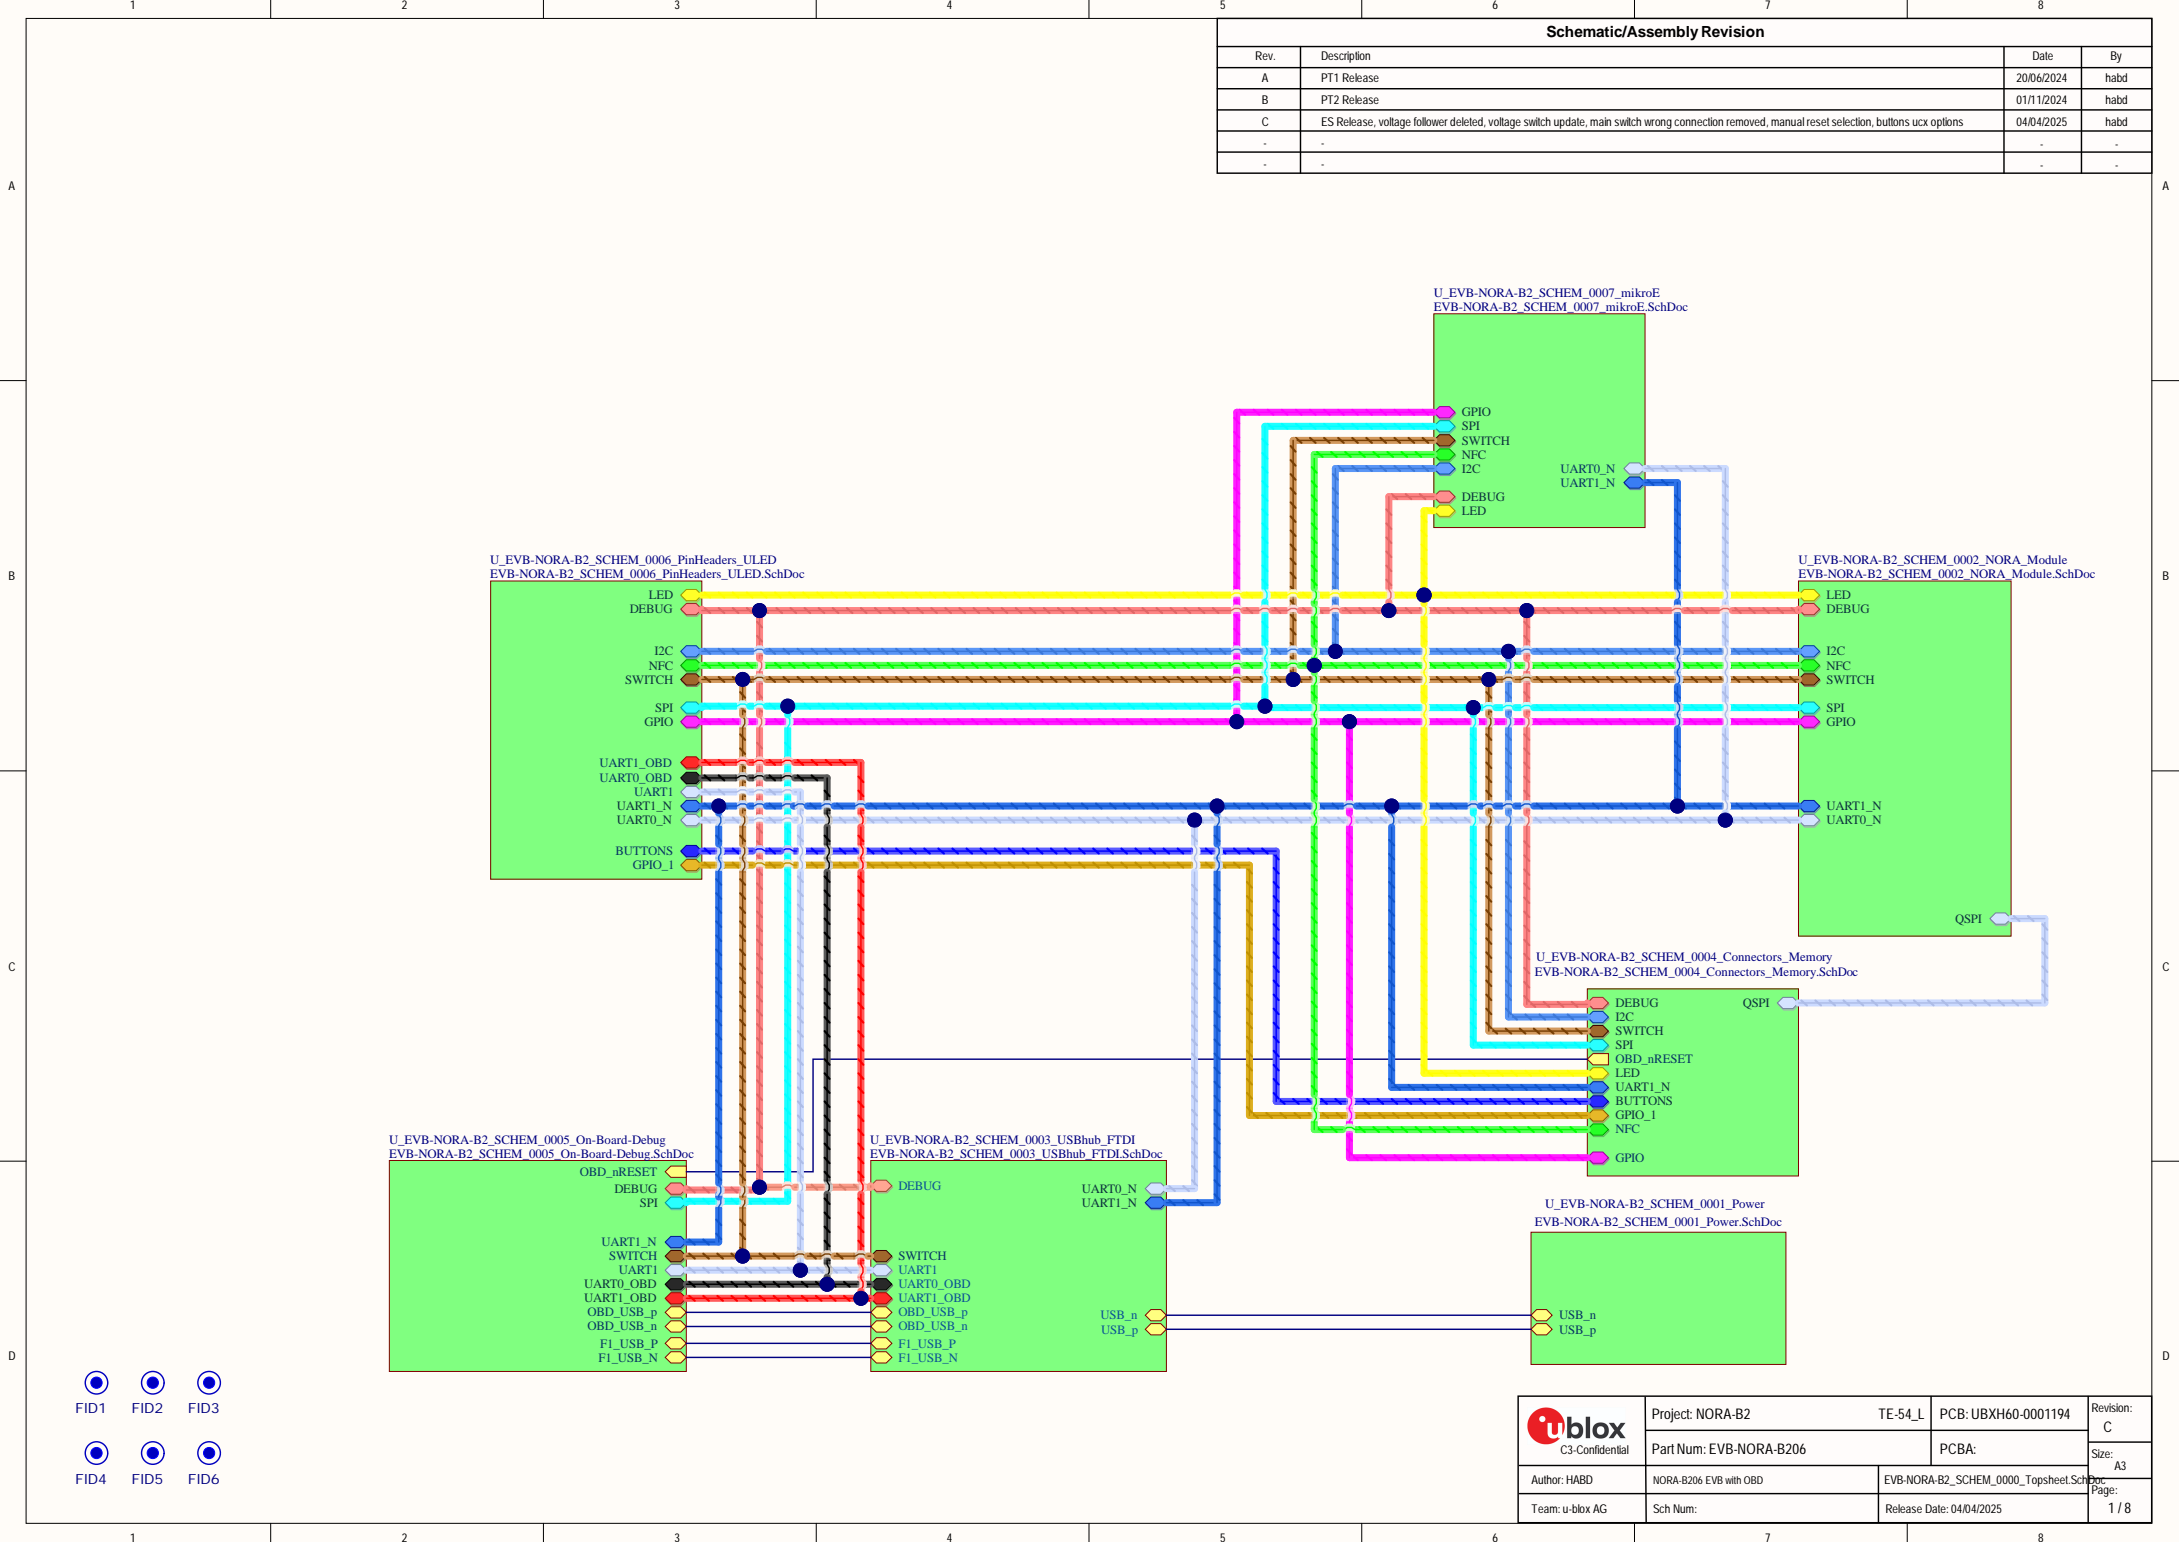 1 2 3 4 5 6 7 8
Schematic/Assembly Revision
Rev. Description Date By
A PT1 Release 20/06/2024 habd
B PT2 Release 01/11/2024 habd
C ES Release, voltage follower deleted, voltage switch update, main switch wrong connection removed, manual reset selection, buttons ucx options 04/04/2025 habd
- - - -
- - - -
A A
B B
C C
D D
U_EVB-NORA-B2_SCHEM_0007_mikroE
EVB-NORA-B2_SCHEM_0007_mikroE.SchDoc
GPIO
SPI
SWITCH
NFC
I2C
DEBUG
LED
UART0_N
UART1_N
U_EVB-NORA-B2_SCHEM_0006_PinHeaders_ULED
EVB-NORA-B2_SCHEM_0006_PinHeaders_ULED.SchDoc
LED
DEBUG
I2C
NFC
SWITCH
SPI
GPIO
UART1_OBD
UART0_OBD
UART1
UART1_N
UART0_N
BUTTONS
GPIO_1
U_EVB-NORA-B2_SCHEM_0002_NORA_Module
EVB-NORA-B2_SCHEM_0002_NORA_Module.SchDoc
LED
DEBUG
I2C
NFC
SWITCH
SPI
GPIO
UART1_N
UART0_N
QSPI
U_EVB-NORA-B2_SCHEM_0004_Connectors_Memory
EVB-NORA-B2_SCHEM_0004_Connectors_Memory.SchDoc
DEBUG
I2C
SWITCH
SPI
OBD_nRESET
LED
UART1_N
BUTTONS
GPIO_1
NFC
GPIO
QSPI
U_EVB-NORA-B2_SCHEM_0005_On-Board-Debug
EVB-NORA-B2_SCHEM_0005_On-Board-Debug.SchDoc
OBD_nRESET
DEBUG
SPI
UART1_N
SWITCH
UART1
UART0_OBD
UART1_OBD
OBD_USB_p
OBD_USB_n
F1_USB_P
F1_USB_N
U_EVB-NORA-B2_SCHEM_0003_USBhub_FTDI
EVB-NORA-B2_SCHEM_0003_USBhub_FTDI.SchDoc
DEBUG
SWITCH
UART1
UART0_OBD
UART1_OBD
OBD_USB_p
OBD_USB_n
F1_USB_P
F1_USB_N
UART0_N
UART1_N
USB_n
USB_p
U_EVB-NORA-B2_SCHEM_0001_Power
EVB-NORA-B2_SCHEM_0001_Power.SchDoc
USB_n
USB_p
FID1 FID2 FID3
FID4 FID5 FID6
ublox
C3-Confidential
Project: NORA-B2 TE-54_L
PCB: UBXH60-0001194
Revision:
C
Part Num: EVB-NORA-B206
PCBA:
Size:
A3
Author: HABD
NORA-B206 EVB with OBD
EVB-NORA-B2_SCHEM_0000_Topsheet.SchDoc
Page:
1 / 8
Team: u-blox AG
Sch Num:
Release Date: 04/04/2025
1 2 3 4 5 6 7 8